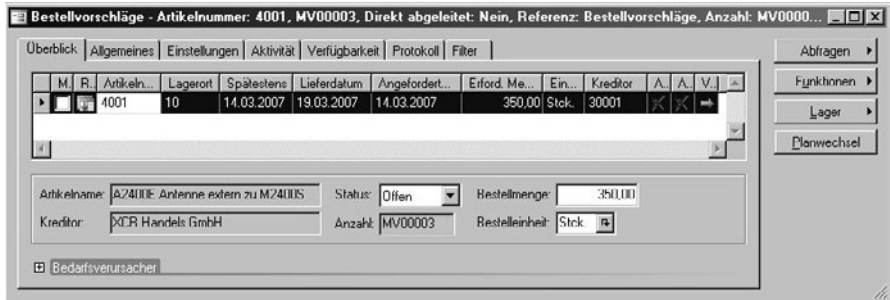 Bestellvorschläge - Artikelnummer: 4001, MV00003, Direkt abgeleitet: Nein, Referenz: Bestellvorschläge, Anzahl: MV0000...
Überblick Allgemeines Einstellungen Aktivität Verfügbarkeit Protokoll Filter
M. R.. Artikeln... Lagerort Spätestens Lieferdatum Angefordert... Erford. Me... Ein... Kreditor A.. A.. V..
4001 10 14.03.2007 19.03.2007 14.03.2007 350,00 Stck. 30001
Artikelname: A2400E Antenne extern zu M2400S Status: Offen Bestellmenge: 350,00
Kreditor: XCR Handels GmbH Anzahl: MV00003 Bestelleinheit: Stck.
Bedarfsverursacher
Abfragen
Funktionen
Lager
Planwechsel